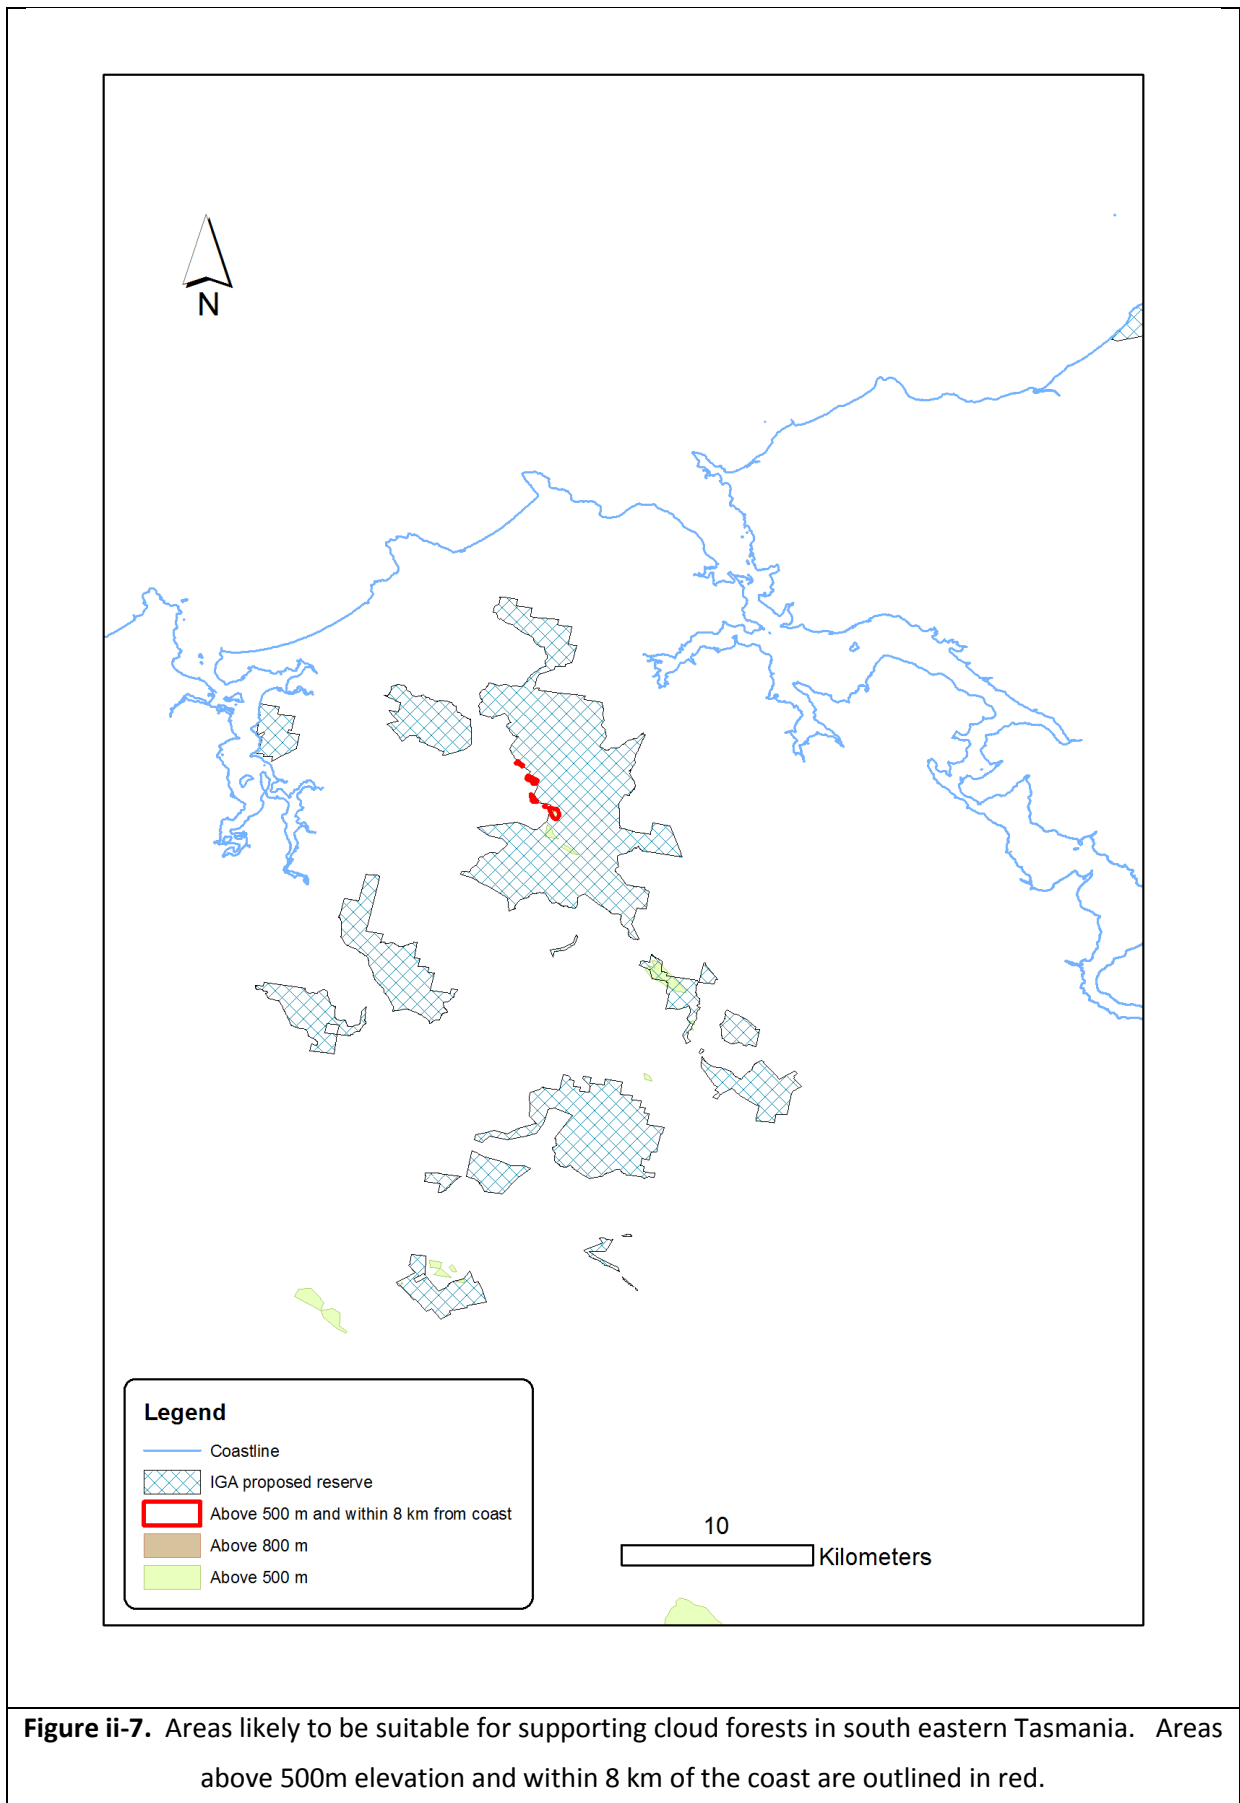 N
Legend
Coastline
IGA proposed reserve
Above 500 m and within 8 km from coast
Above 800 m
Above 500 m
10
Kilometers
Figure ii-7. Areas likely to be suitable for supporting cloud forests in south eastern Tasmania. Areas
above 500m elevation and within 8 km of the coast are outlined in red.